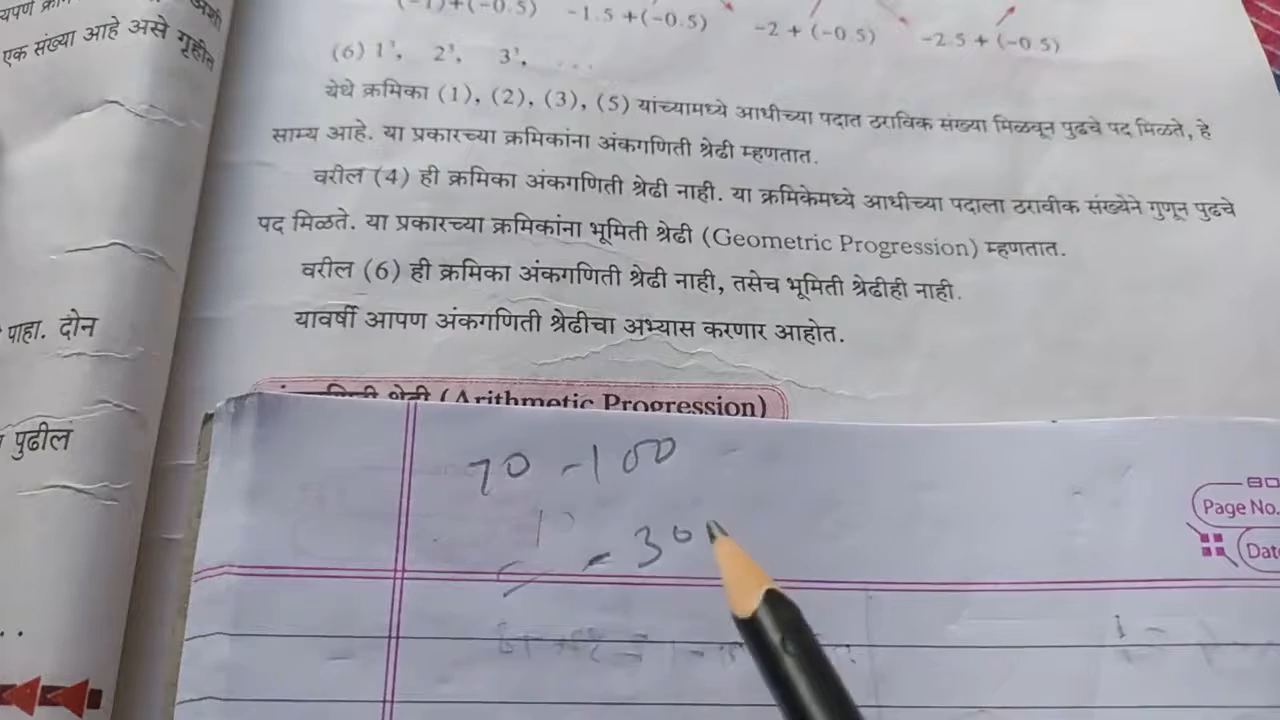 एक संख्या आहे असे गृहीत
(-1)+(-0.5) -1.5 +(-0.5) -2 + (-0.5) -2.5 + (-0.5)
(6) 1³, 2³, 3³, ...
येथे क्रमिका (1), (2), (3), (5) यांच्यामध्ये आधीच्या पदात ठराविक संख्या मिळवून पुढचे पद मिळते, हे
साम्य आहे. या प्रकारच्या क्रमिकांना अंकगणिती श्रेढी म्हणतात.
वरील (4) ही क्रमिका अंकगणिती श्रेढी नाही. या क्रमिकेमध्ये आधीच्या पदाला ठरावीक संख्येने गुणून पुढचे
पद मिळते. या प्रकारच्या क्रमिकांना भूमिती श्रेढी (Geometric Progression) म्हणतात.
वरील (6) ही क्रमिका अंकगणिती श्रेढी नाही, तसेच भूमिती श्रेढीही नाही.
यावर्षी आपण अंकगणिती श्रेढीचा अभ्यास करणार आहोत.
पाहा. दोन
श्रेढी (Arithmetic Progression)
पुढील
70 - 100
- 30
Page No.
Date